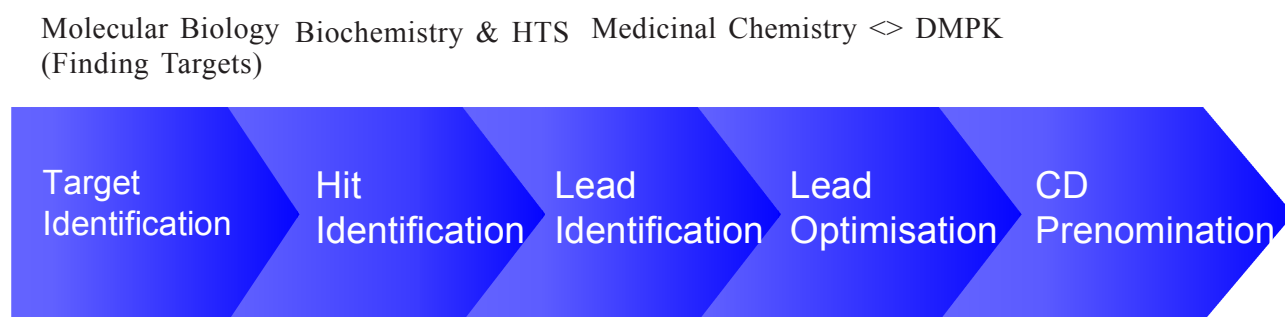 Molecular Biology Biochemistry & HTS Medicinal Chemistry <> DMPK
(Finding Targets)
Target
Identification
Hit
Identification
Lead
Identification
Lead
Optimisation
CD
Prenomination